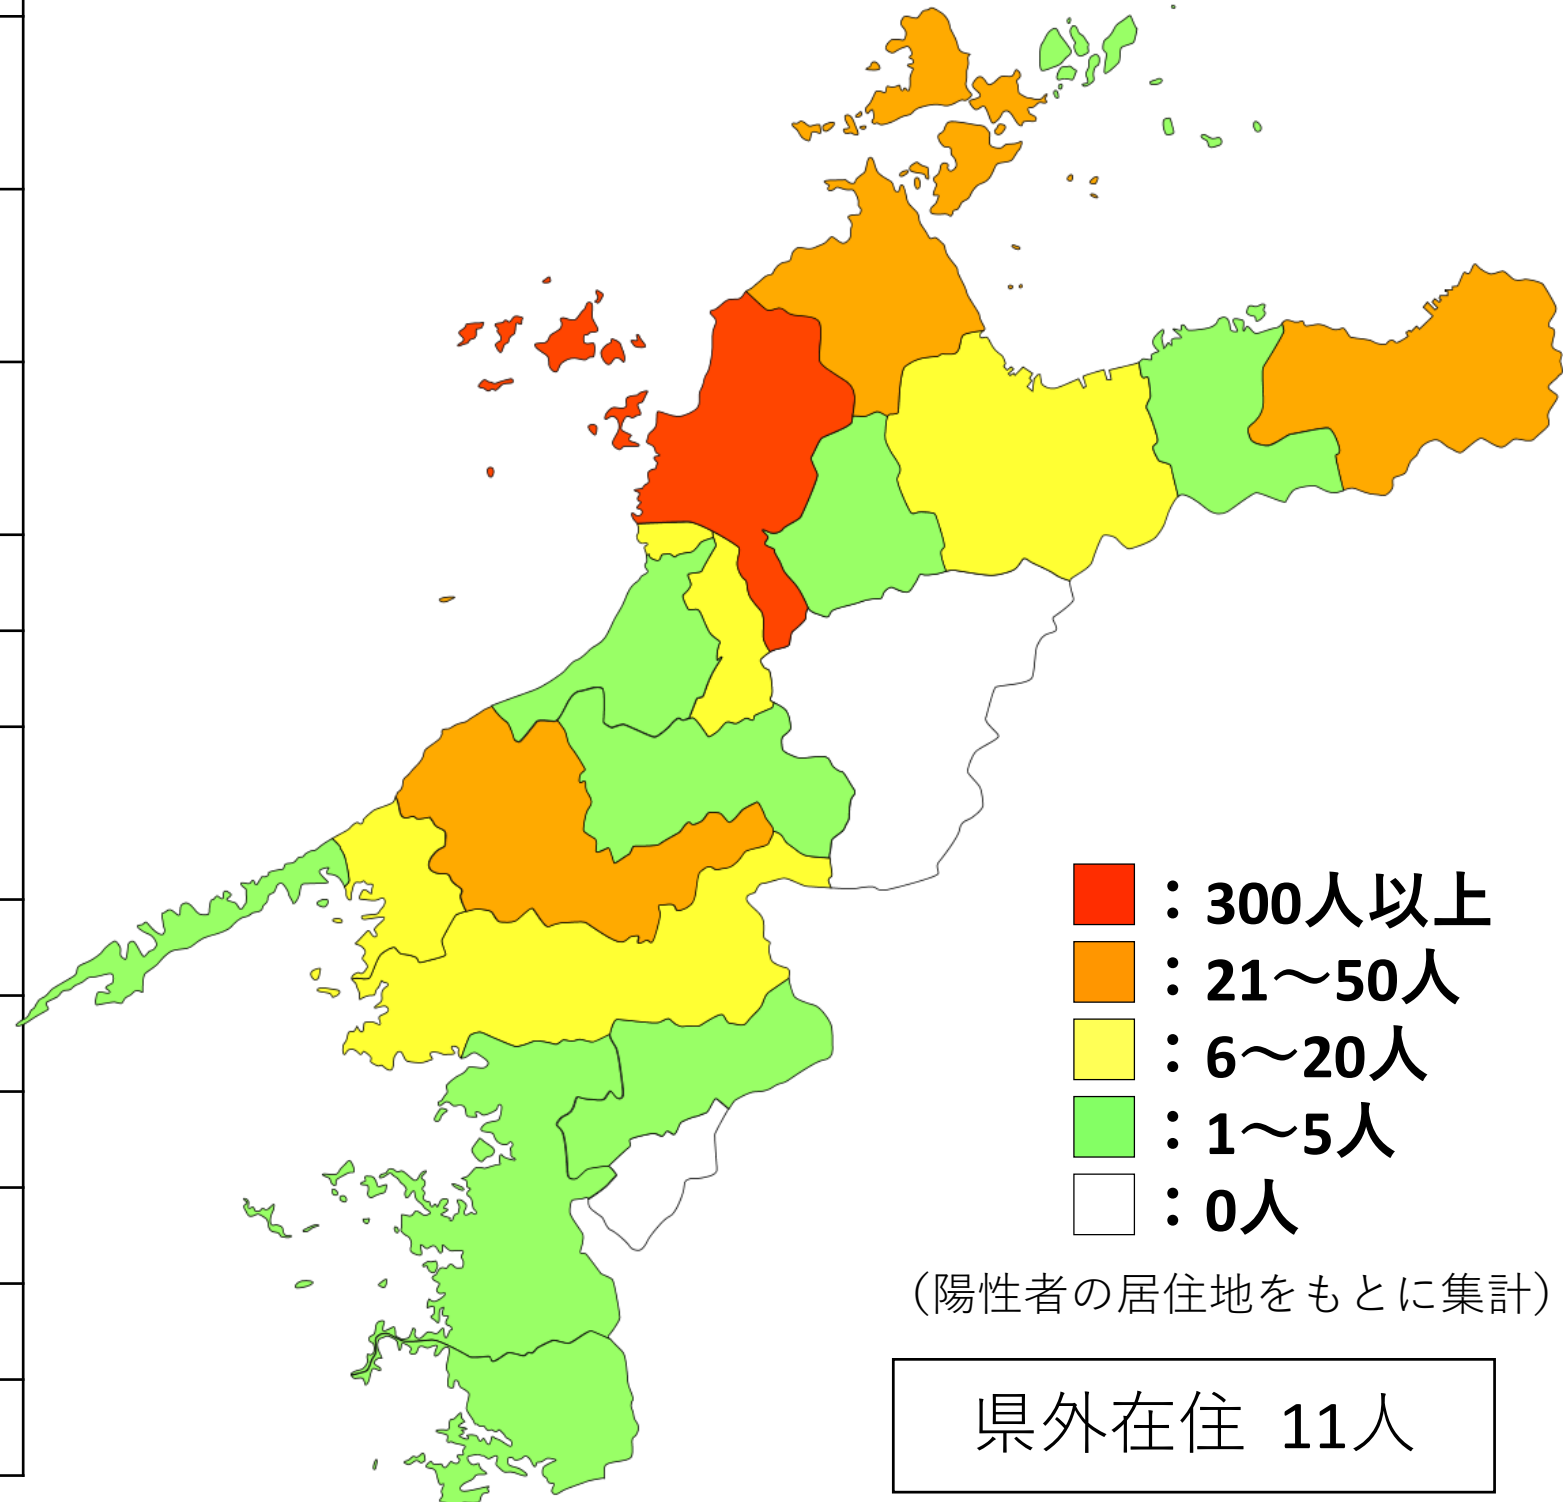 ：300人以上
：21～50人
：6～20人
：1～5人
：0人
（陽性者の居住地をもとに集計）
県外在住 11人